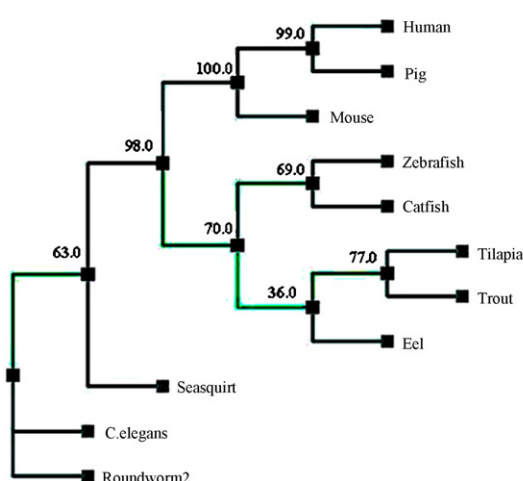 99.0
Human
100.0
Pig
Mouse
98.0
69.0
Zebrafish
Catfish
70.0
63.0
77.0
Tilapia
36.0
Trout
Eel
Seasquirt
C.elegans
Roundworm2